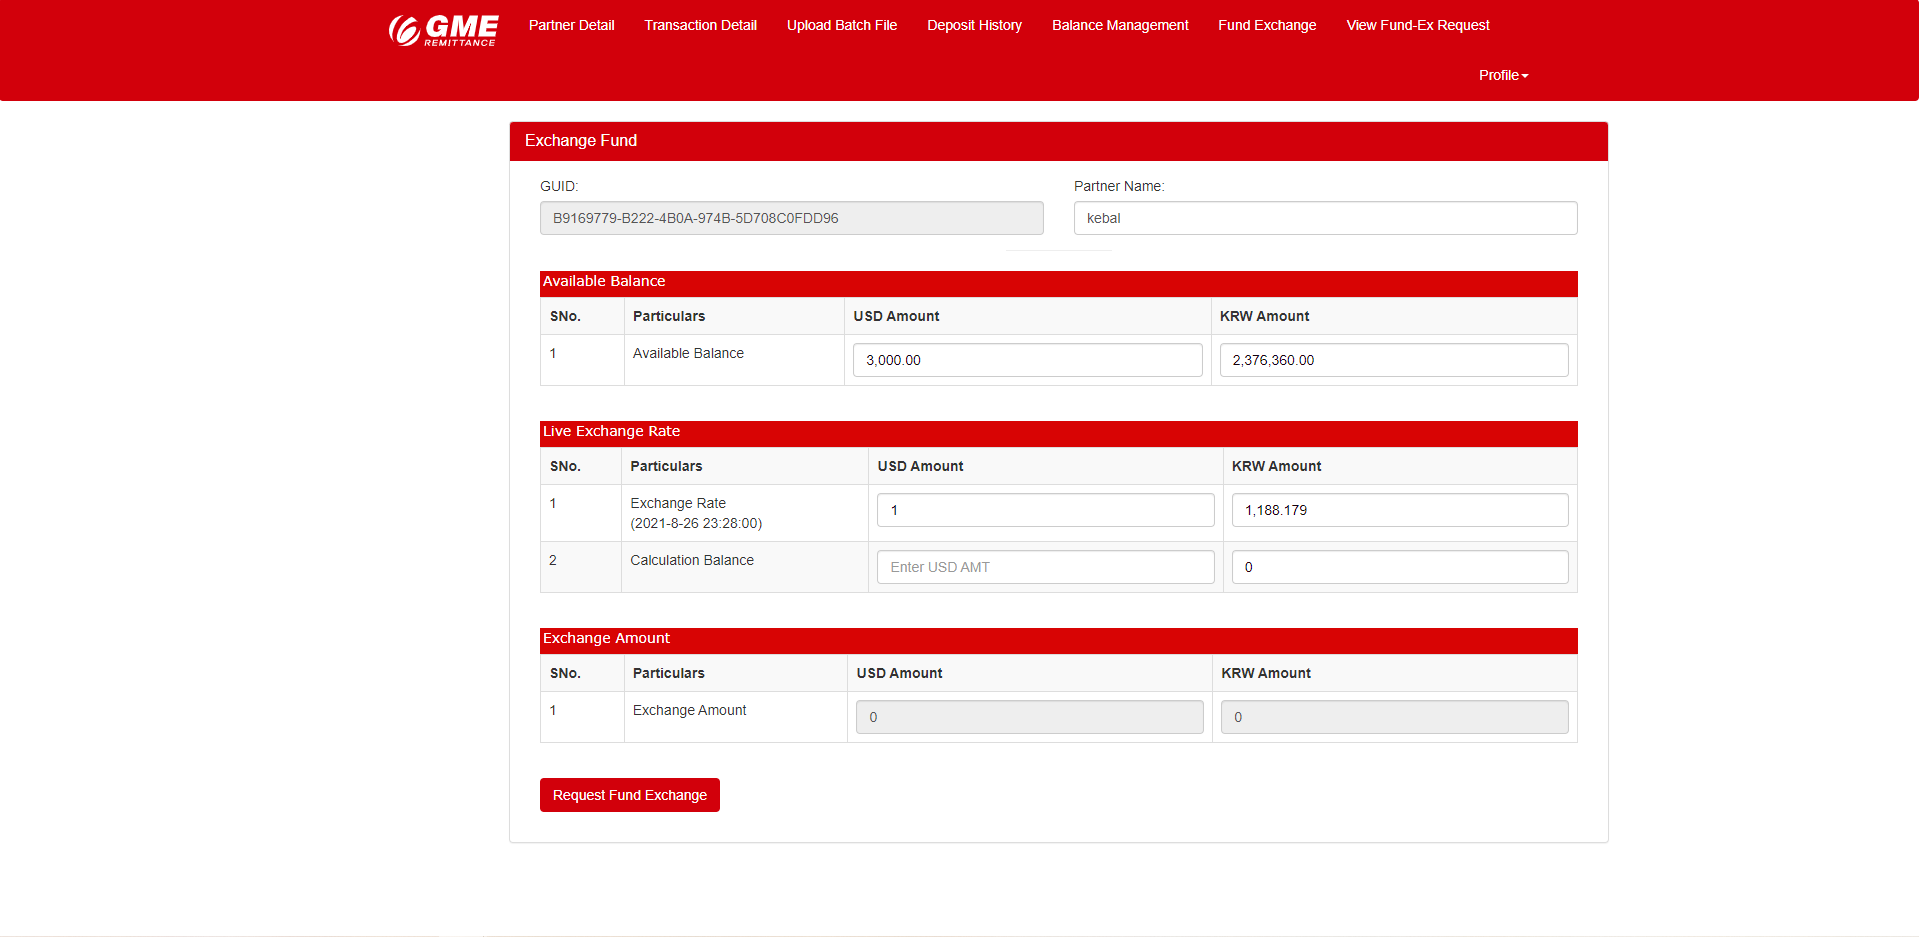 GME
REMITTANCE
Partner Detail Transaction Detail Upload Batch File Deposit History Balance Management Fund Exchange View Fund-Ex Request
Profile
Exchange Fund
GUID: Partner Name:
B9169779-B222-4B0A-974B-5D708C0FDD96 kebal
Available Balance
SNo. Particulars USD Amount KRW Amount
1 Available Balance 3,000.00 2,376,360.00
Live Exchange Rate
SNo. Particulars USD Amount KRW Amount
1 Exchange Rate 1 1,188.179
(2021-8-26 23:28:00)
2 Calculation Balance Enter USD AMT 0
Exchange Amount
SNo. Particulars USD Amount KRW Amount
1 Exchange Amount 0 0
Request Fund Exchange